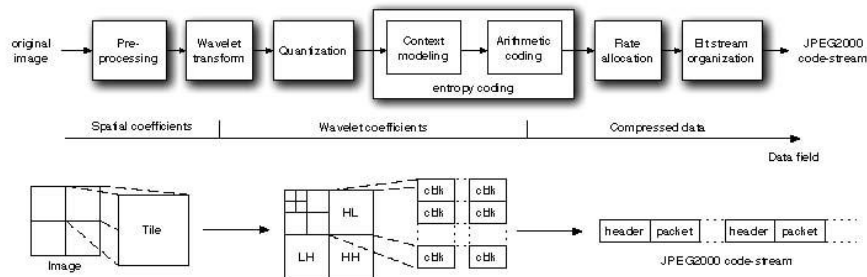 original
image
Pre-
processing
Wavelet
transform
Quantization
Context
modeling
Arithmetic
coding
entropy coding
Rate
allocation
Bit stream
organization
JPEG2000
code-stream
Spatial coefficients
Wavelet coefficients
Compressed data
Data field
Image
Tile
HL
LH
HH
cblk
cblk
cblk
cblk
cblk
cblk
header
packet
header
packet
JPEG2000 code-stream